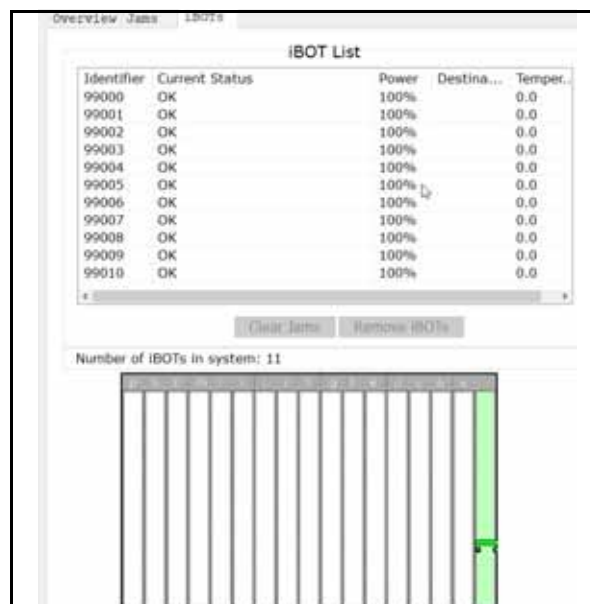 Overview Jams iBOTs
iBOT List
Identifier Current Status Power Destina... Temper...
99000 OK 100% 0.0
99001 OK 100% 0.0
99002 OK 100% 0.0
99003 OK 100% 0.0
99004 OK 100% 0.0
99005 OK 100% 0.0
99006 OK 100% 0.0
99007 OK 100% 0.0
99008 OK 100% 0.0
99009 OK 100% 0.0
99010 OK 100% 0.0
Clear Jams Remove iBOTs
Number of iBOTs in system: 11